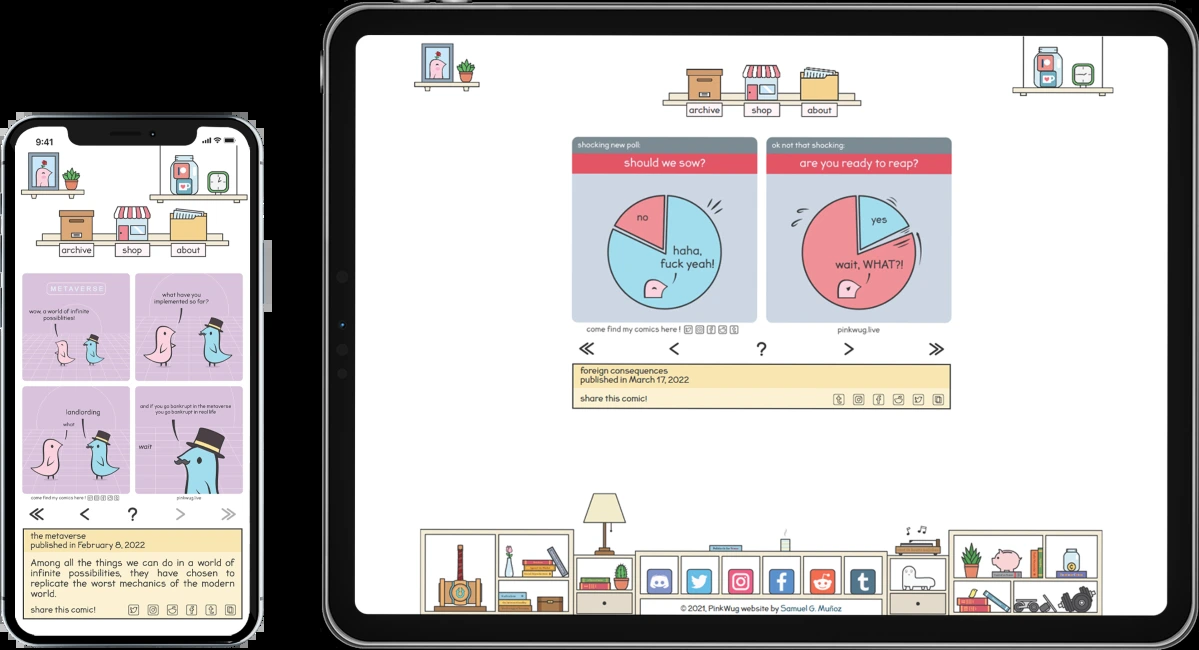 9:41
archive
shop
about
METAVERSE
wow, a world of infinite
possibilities!
what have you
implemented so far?
landlording
what
and if you go bankrupt in the metaverse
you go bankrupt in real life
wait
come find my comics here !
pinkwug.live
?
the metaverse
published in February 8, 2022
Among all the things we can do in a world of
infinite possibilities, they have chosen to
replicate the worst mechanics of the modern
world.
share this comic!
archive
shop
about
shocking new poll:
should we sow?
no
haha,
fuck yeah!
ok not that shocking:
are you ready to reap?
yes
wait, WHAT?!
come find my comics here !
pinkwug.live
?
foreign consequences
published in March 17, 2022
share this comic!
© 2021, PinkWug website by Samuel G. Muñoz